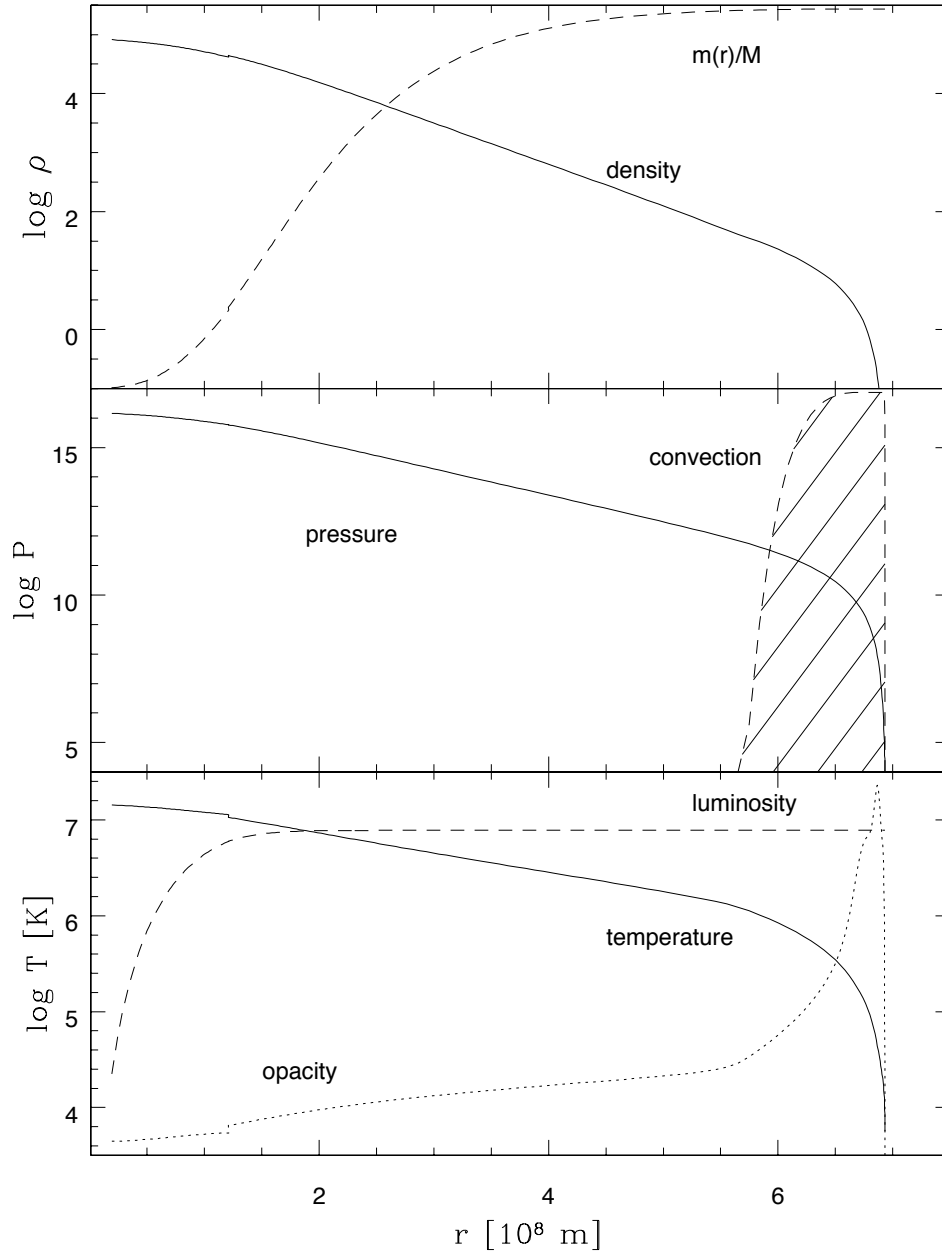 m(r)/M
4
density
log ρ
2
0
15
convection
pressure
log P
10
5
luminosity
7
log T [K]
6
temperature
5
opacity
4
2 4 6
r [10⁸ m]